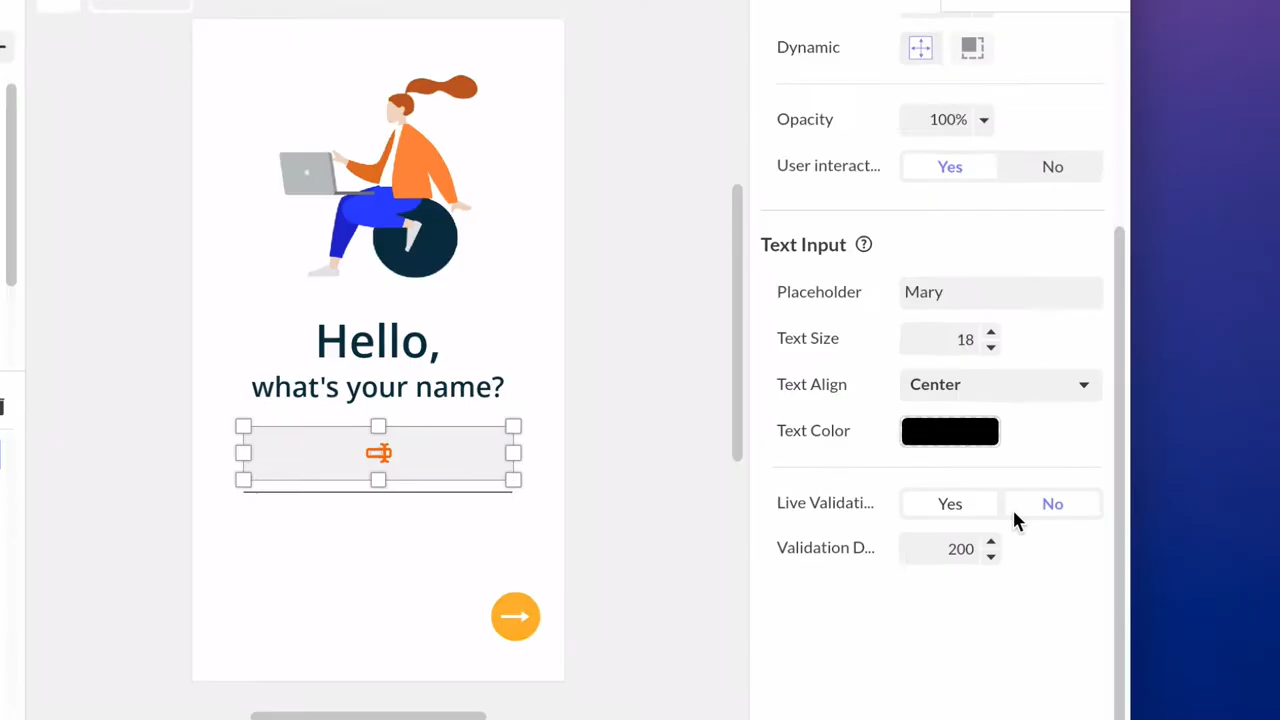 Dynamic
Opacity
100%
User interact...
Yes
No
Text Input ?
Placeholder
Mary
Text Size
18
Text Align
Center
Text Color
Live Validati...
Yes
No
Validation D...
200
Hello,
what's your name?